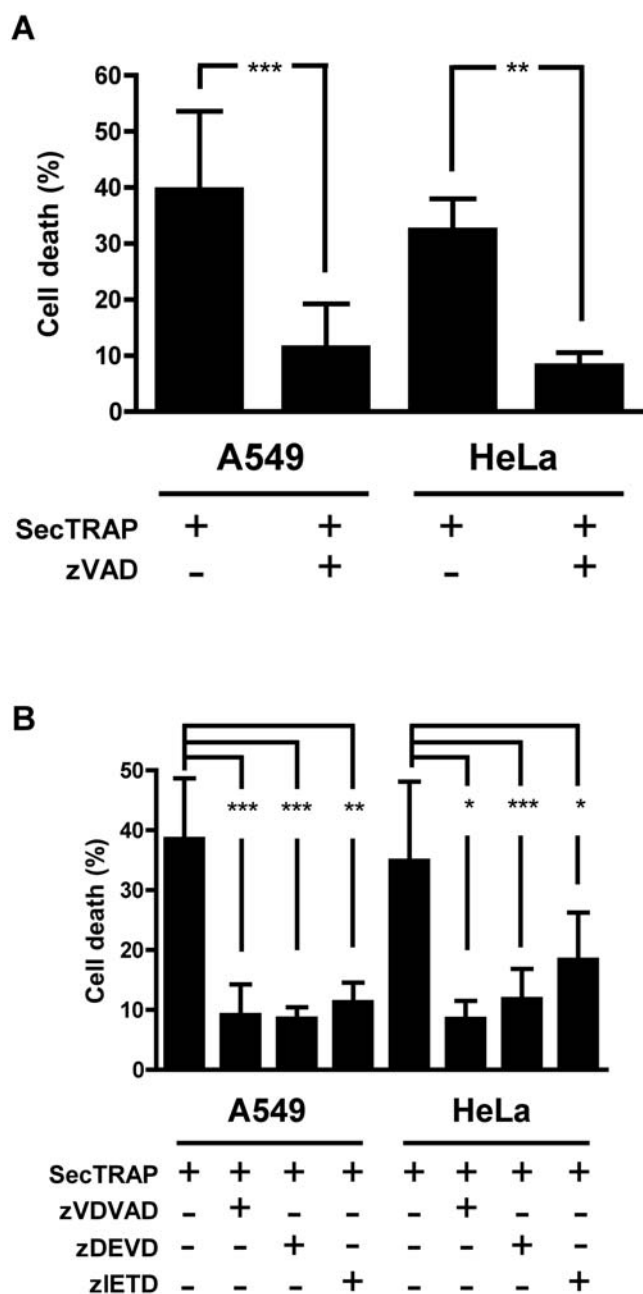 A
*** **
60
50
40
30
20
10
0
Cell death (%)
A549 HeLa
SecTRAP + + + +
zVAD - + - +
B
50
40
30
20
10
0
Cell death (%)
*** *** ** * *** *
A549 HeLa
SecTRAP + + + + + + + +
zVDVAD - + - - - + - -
zDEVD - - + - - - + -
zIETD - - - + - - - +